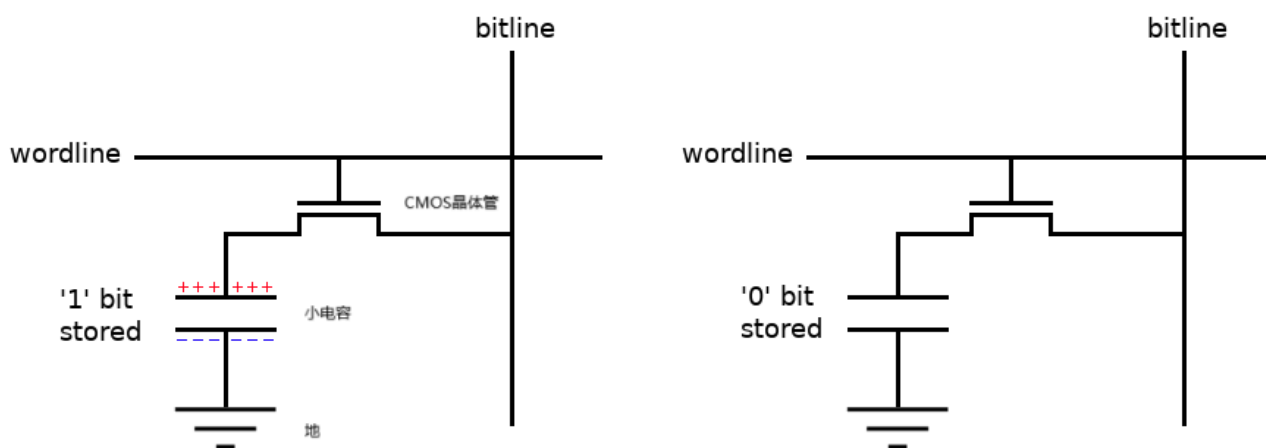 bitline
wordline
CMOS晶体管
'1' bit
stored
++++++
小电容
−−−−−−
地
bitline
wordline
'0' bit
stored